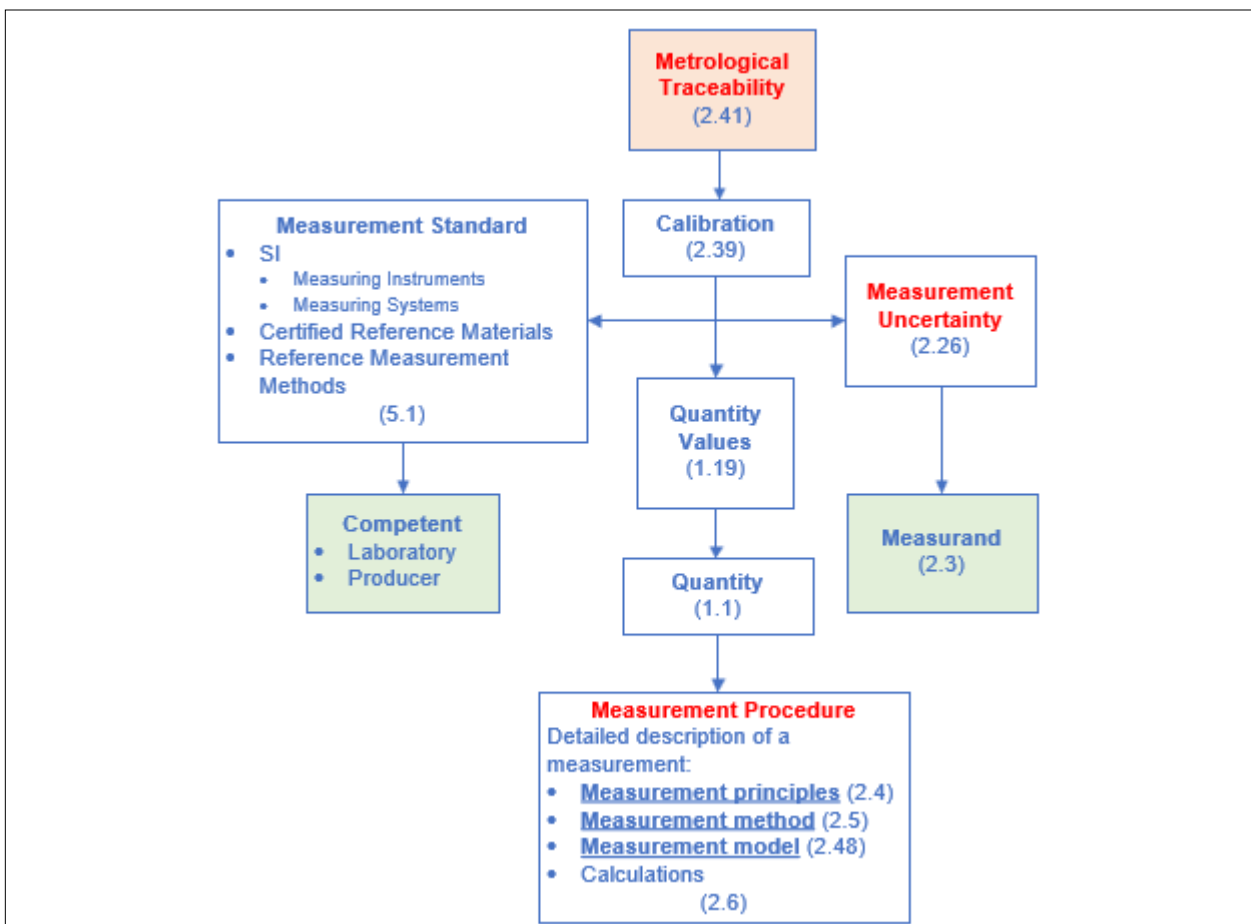 Metrological
Traceability
(2.41)
Measurement Standard
• SI
• Measuring Instruments
• Measuring Systems
• Certified Reference Materials
• Reference Measurement
Methods
(5.1)
Calibration
(2.39)
Measurement
Uncertainty
(2.26)
Quantity
Values
(1.19)
Competent
• Laboratory
• Producer
Measurand
(2.3)
Quantity
(1.1)
Measurement Procedure
Detailed description of a
measurement:
• Measurement principles (2.4)
• Measurement method (2.5)
• Measurement model (2.48)
• Calculations
(2.6)